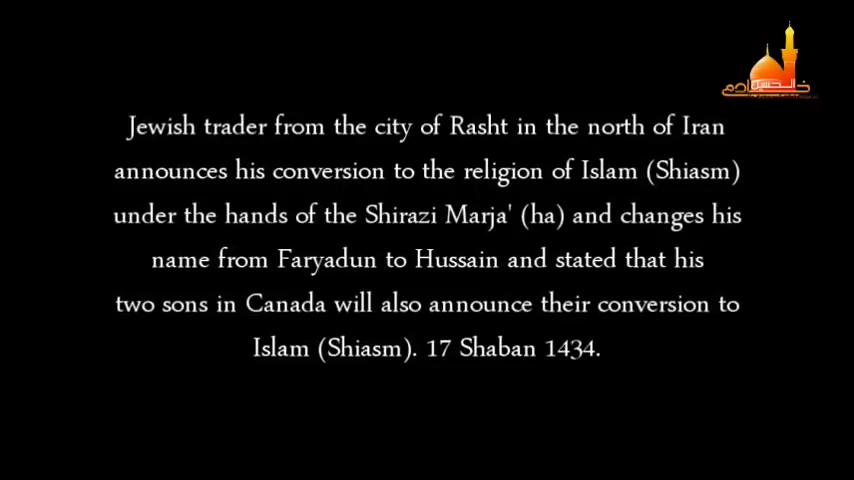 خادم الحسین
Jewish trader from the city of Rasht in the north of Iran
announces his conversion to the religion of Islam (Shiasm)
under the hands of the Shirazi Marja' (ha) and changes his
name from Faryadun to Hussain and stated that his
two sons in Canada will also announce their conversion to
Islam (Shiasm). 17 Shaban 1434.